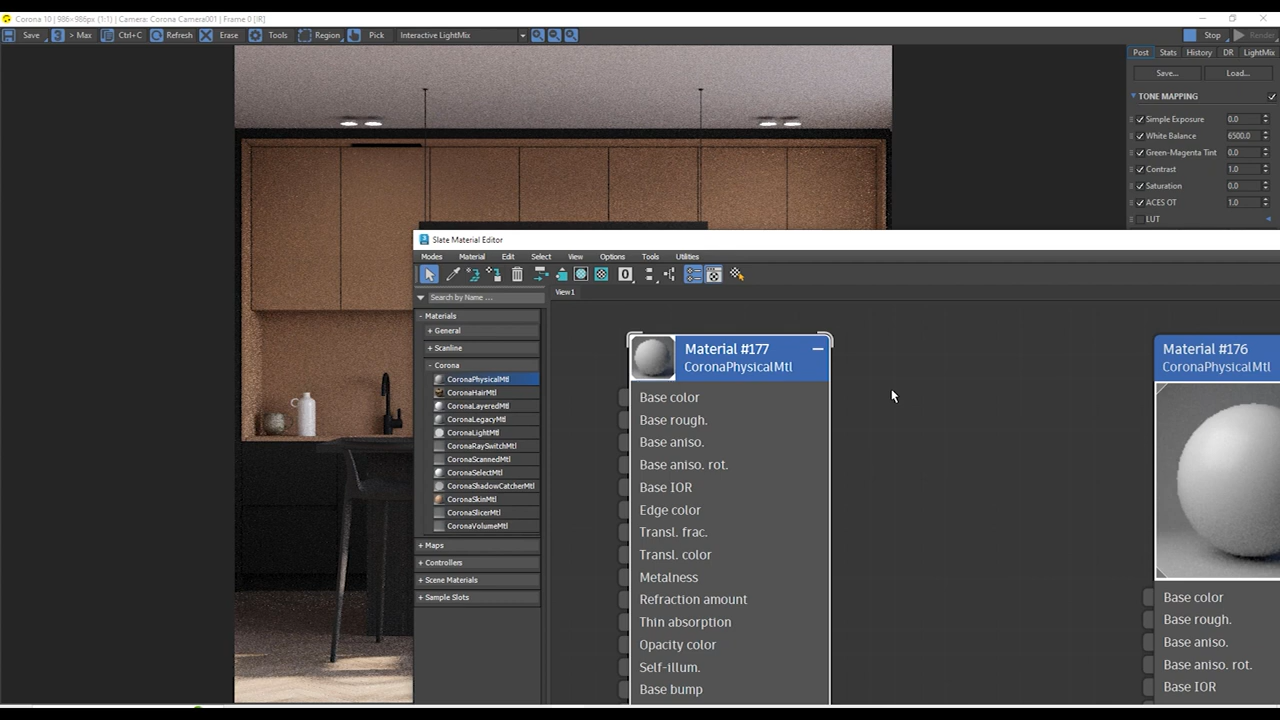 Corona 10 | 986×986px (1:1) | Camera: Corona Camera001 | Frame 0 [IR]
Save 3 > Max Ctrl+C Refresh Erase Tools Region Pick Interactive LightMix Stop Render
Post Stats History DR LightMix
Save... Load...
TONE MAPPING
Simple Exposure 0.0
White Balance 6500.0
Green-Magenta Tint 0.0
Contrast 1.0
Saturation 0.0
ACES OT 1.0
LUT
Slate Material Editor
Modes Material Edit Select View Options Tools Utilities
0
Search by Name ...
View1
- Materials
+ General
+ Scanline
- Corona
CoronaPhysicalMtl
CoronaHairMtl
CoronaLayeredMtl
CoronaLegacyMtl
CoronaLightMtl
CoronaRaySwitchMtl
CoronaScannedMtl
CoronaSelectMtl
CoronaShadowCatcherMtl
CoronaSkinMtl
CoronaSlicerMtl
CoronaVolumeMtl
+ Maps
+ Controllers
+ Scene Materials
+ Sample Slots
Material #177
CoronaPhysicalMtl
Base color
Base rough.
Base aniso.
Base aniso. rot.
Base IOR
Edge color
Transl. frac.
Transl. color
Metalness
Refraction amount
Thin absorption
Opacity color
Self-illum.
Base bump
Material #176
CoronaPhysicalMtl
Base color
Base rough.
Base aniso.
Base aniso. rot.
Base IOR